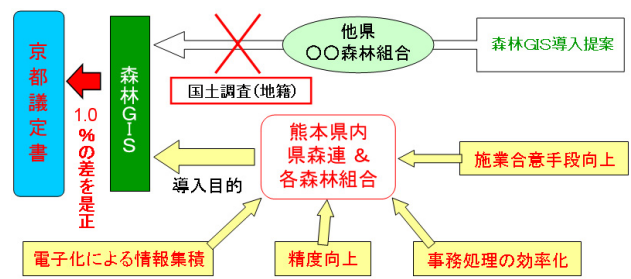 京都議定書
1.0%の差を是正
森林GIS
他県
〇〇森林組合
森林GIS導入提案
国土調査(地籍)
熊本県内
県森連 &
各森林組合
導入目的
施業合意手段向上
電子化による情報集積
精度向上
事務処理の効率化